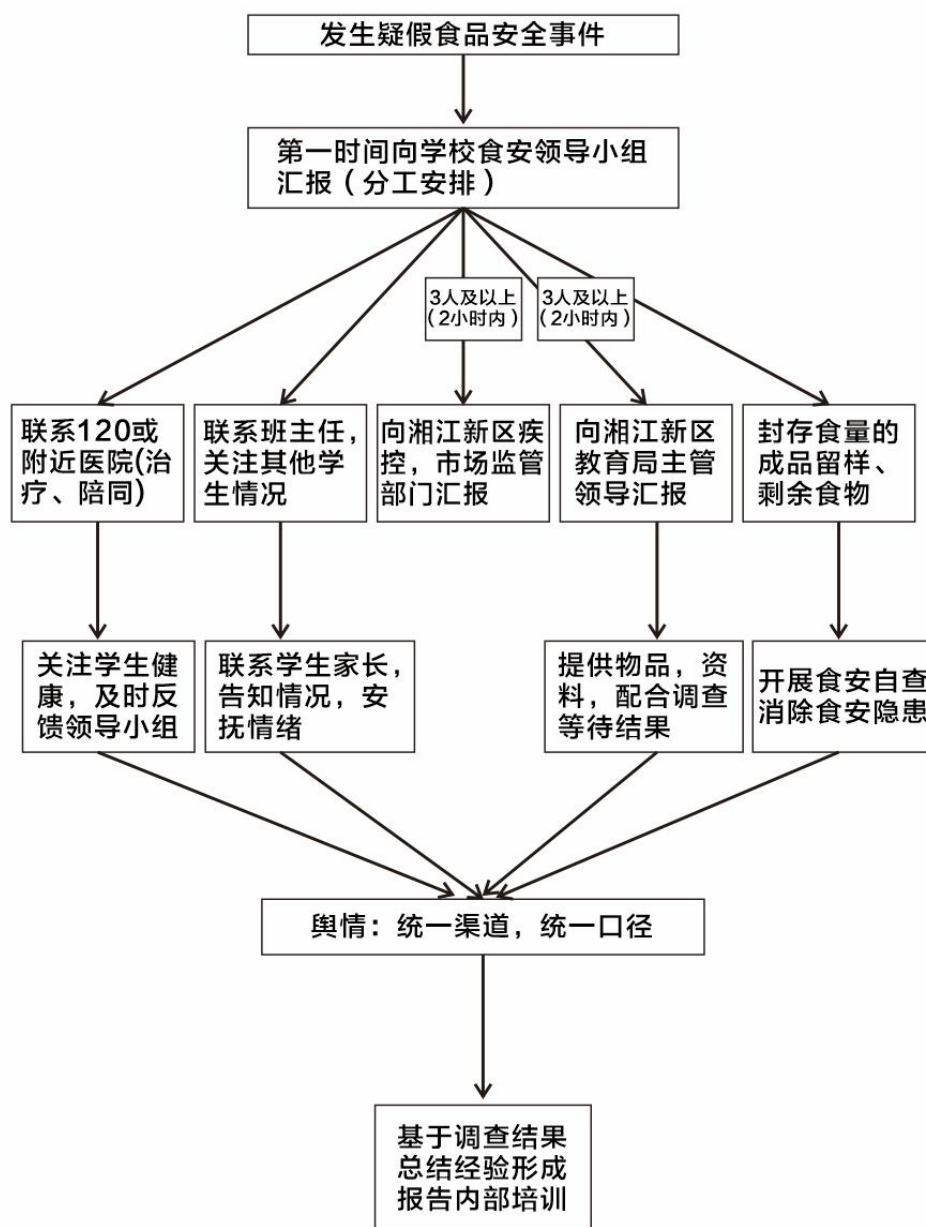 发生疑假食品安全事件
第一时间向学校食安领导小组
汇报（分工安排）
3人及以上
（2小时内）
3人及以上
（2小时内）
联系120或
附近医院(治
疗、陪同)
联系班主任，
关注其他学
生情况
向湘江新区疾
控，市场监管
部门汇报
向湘江新区
教育局主管
领导汇报
封存食量的
成品留样、
剩余食物
关注学生健
康，及时反
馈领导小组
联系学生家长，
告知情况，安
抚情绪
提供物品，资
料，配合调查
等待结果
开展食安自查
消除食安隐患
舆情：统一渠道，统一口径
基于调查结果
总结经验形成
报告内部培训